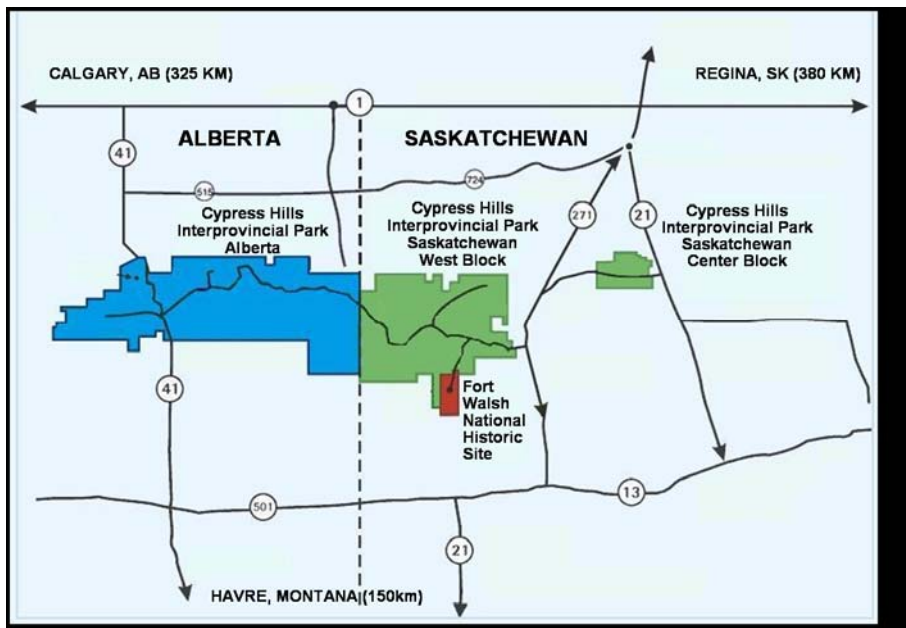 CALGARY, AB (325 KM)
REGINA, SK (380 KM)
1
ALBERTA
SASKATCHEWAN
41
515
724
Cypress Hills
Interprovincial Park
Alberta
Cypress Hills
Interprovincial Park
Saskatchewan
West Block
271
21
Cypress Hills
Interprovincial Park
Saskatchewan
Center Block
41
Fort
Walsh
National
Historic
Site
501
13
21
HAVRE, MONTANA (150km)